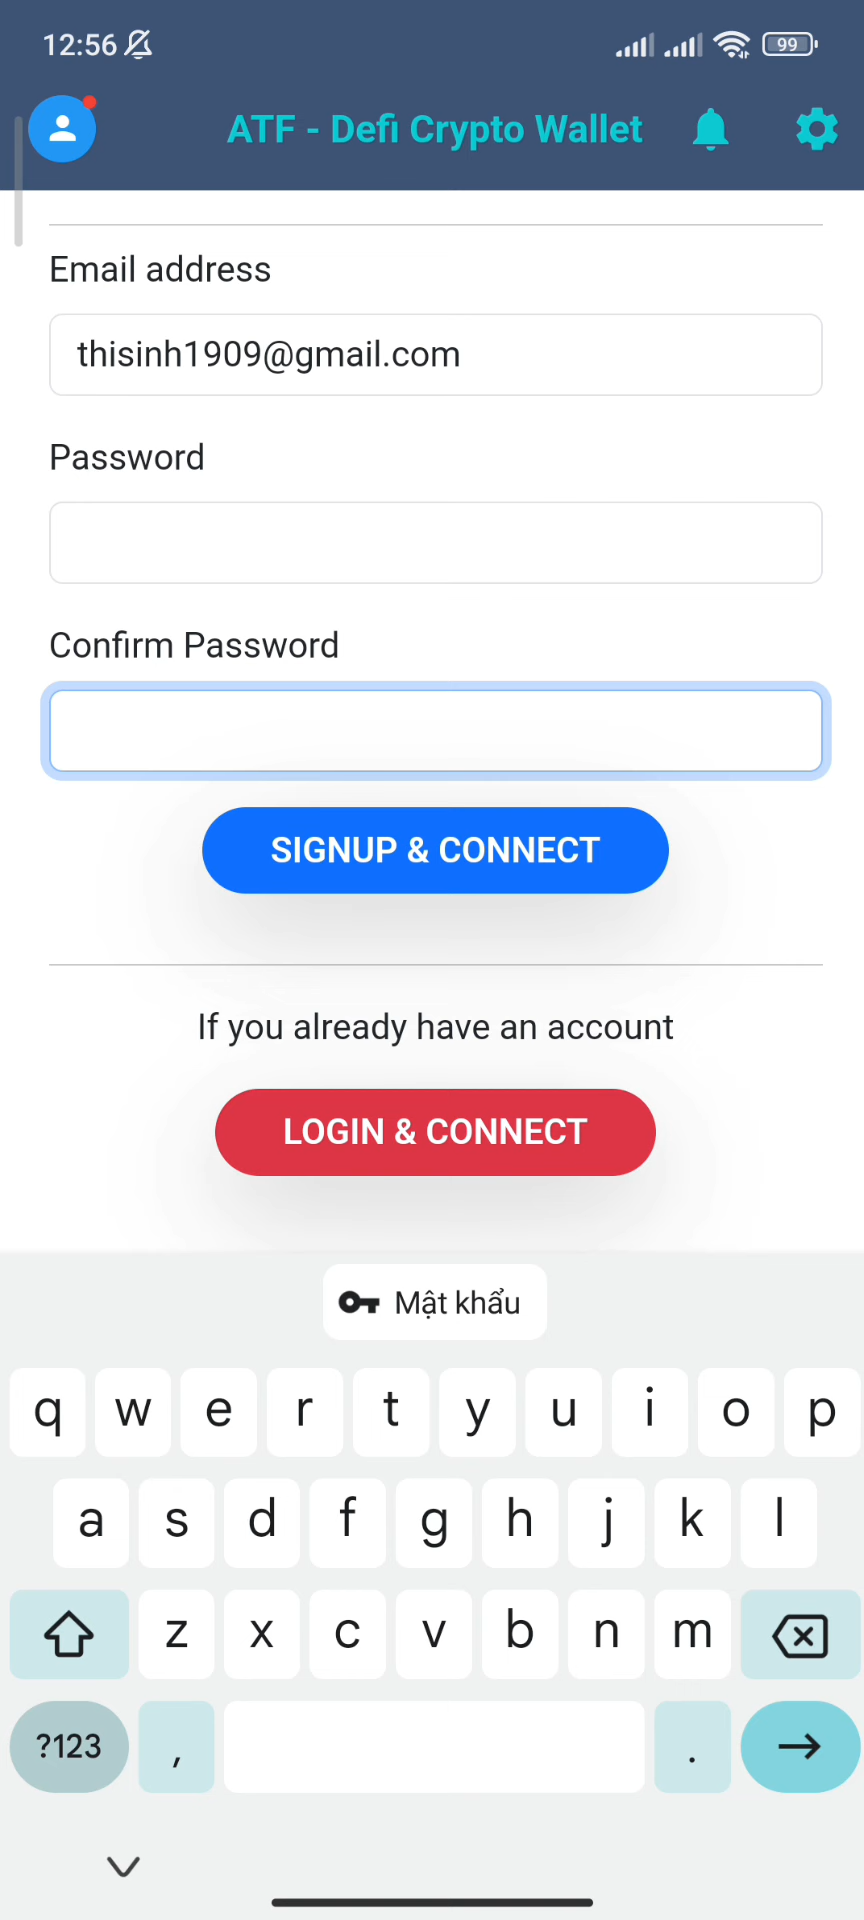 12:56
99
ATF - Defi Crypto Wallet
Email address
thisinh1909@gmail.com
Password
Confirm Password
SIGNUP & CONNECT
If you already have an account
LOGIN & CONNECT
Mật khẩu
q w e r t y u i o p
a s d f g h j k l
z x c v b n m
?123 , .